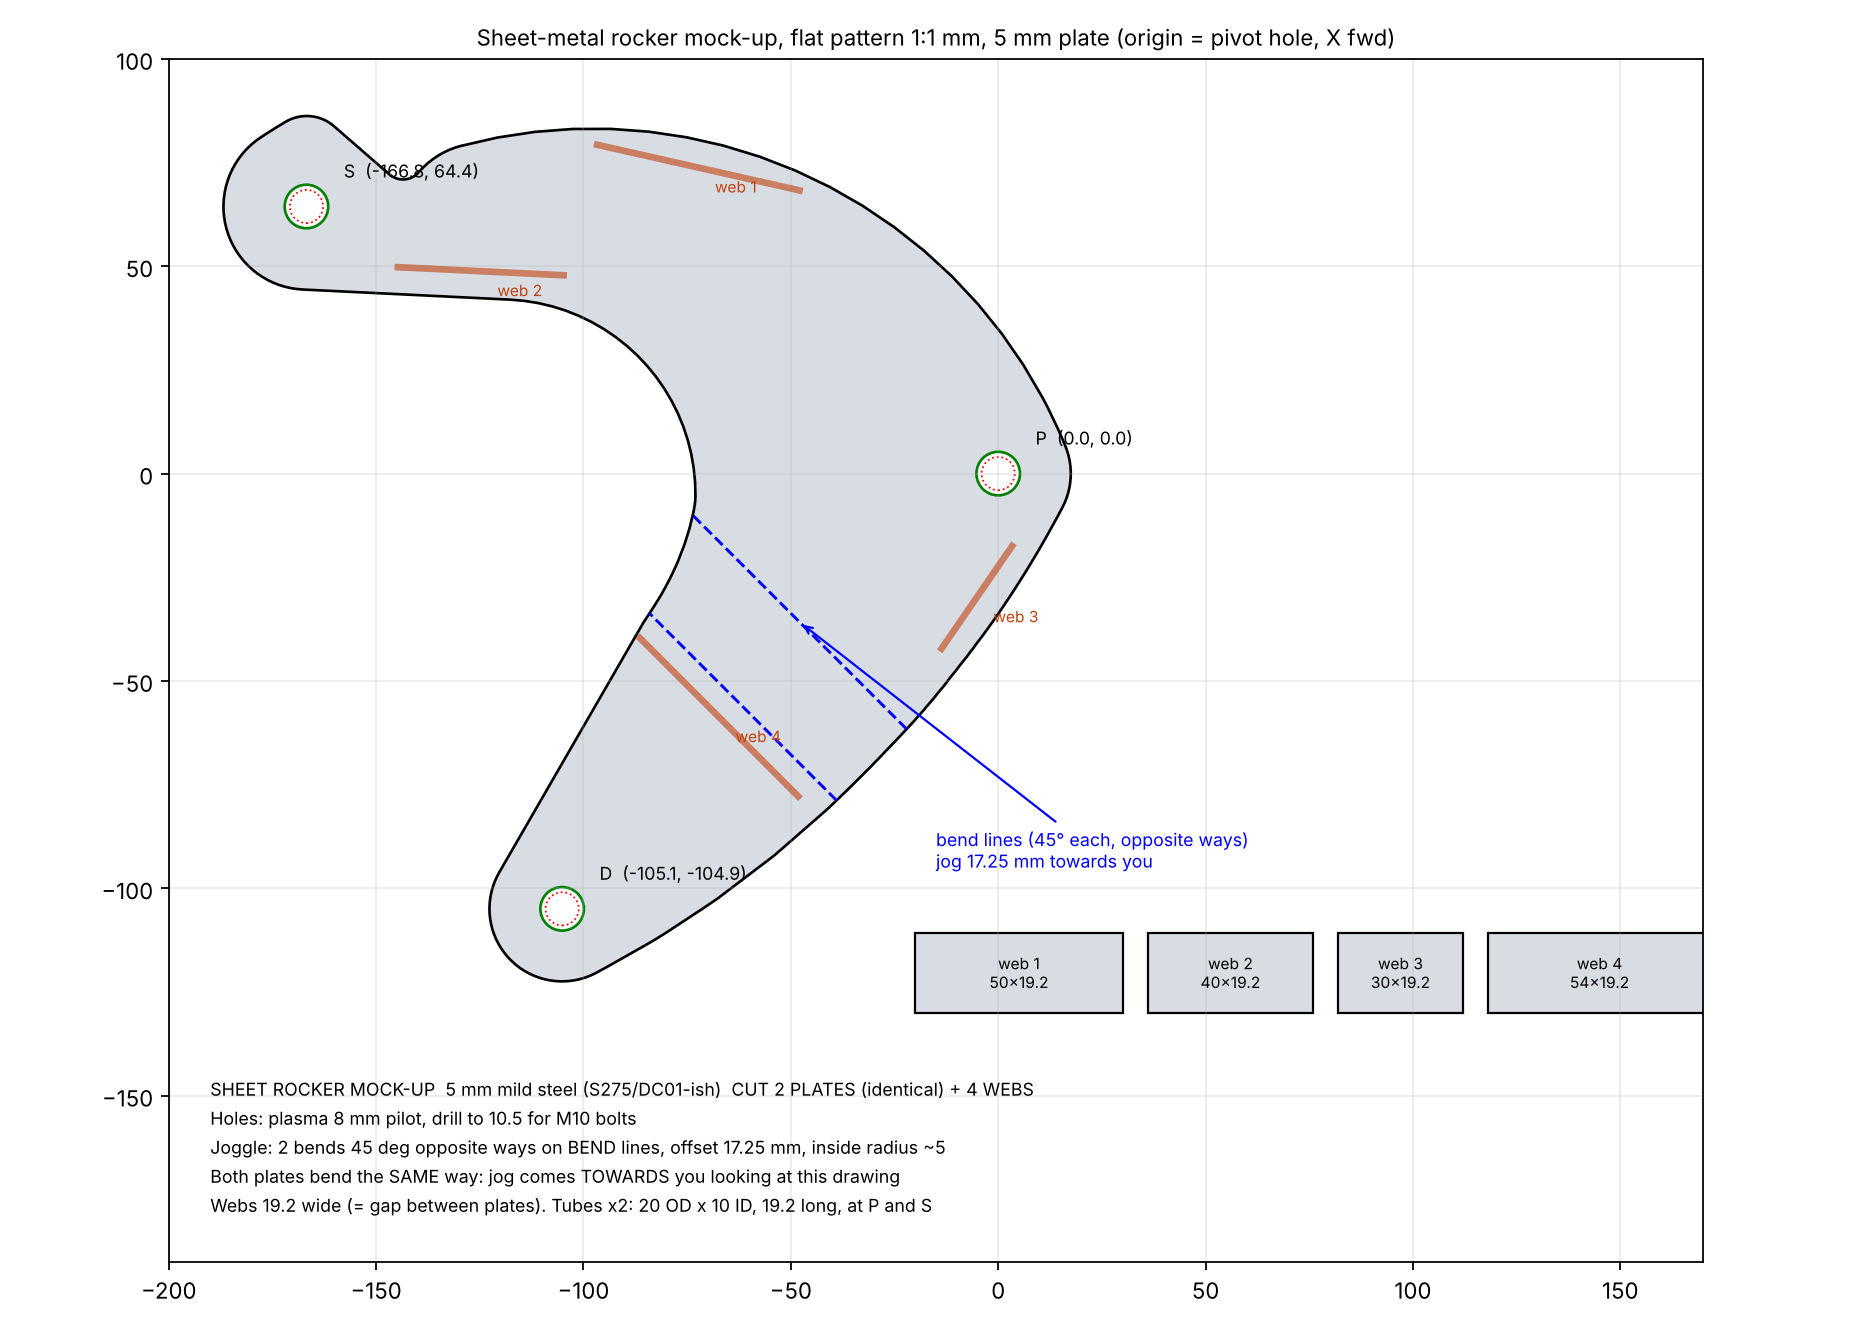 Sheet-metal rocker mock-up, flat pattern 1:1 mm, 5 mm plate (origin = pivot hole, X fwd)
100
50
0
−50
−100
−150
S (-166.8, 64.4)
web 1
web 2
P (0.0, 0.0)
web 3
web 4
bend lines (45° each, opposite ways)
jog 17.25 mm towards you
D (-105.1, -104.9)
web 1
50×19.2
web 2
40×19.2
web 3
30×19.2
web 4
54×19.2
SHEET ROCKER MOCK-UP 5 mm mild steel (S275/DC01-ish) CUT 2 PLATES (identical) + 4 WEBS
Holes: plasma 8 mm pilot, drill to 10.5 for M10 bolts
Joggle: 2 bends 45 deg opposite ways on BEND lines, offset 17.25 mm, inside radius ~5
Both plates bend the SAME way: jog comes TOWARDS you looking at this drawing
Webs 19.2 wide (= gap between plates). Tubes x2: 20 OD x 10 ID, 19.2 long, at P and S
−200
−150
−100
−50
0
50
100
150